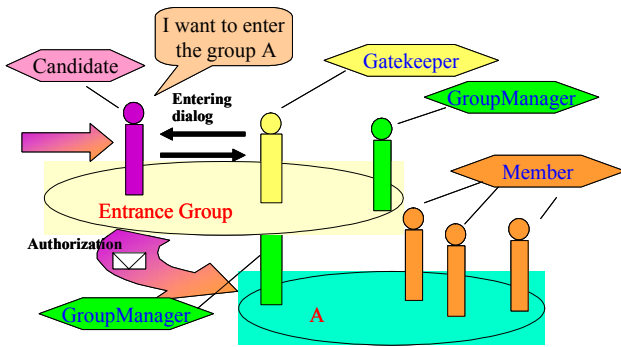 I want to enter
the group A
Candidate
Gatekeeper
GroupManager
Entering
dialog
Member
Entrance Group
Authorization
GroupManager
A